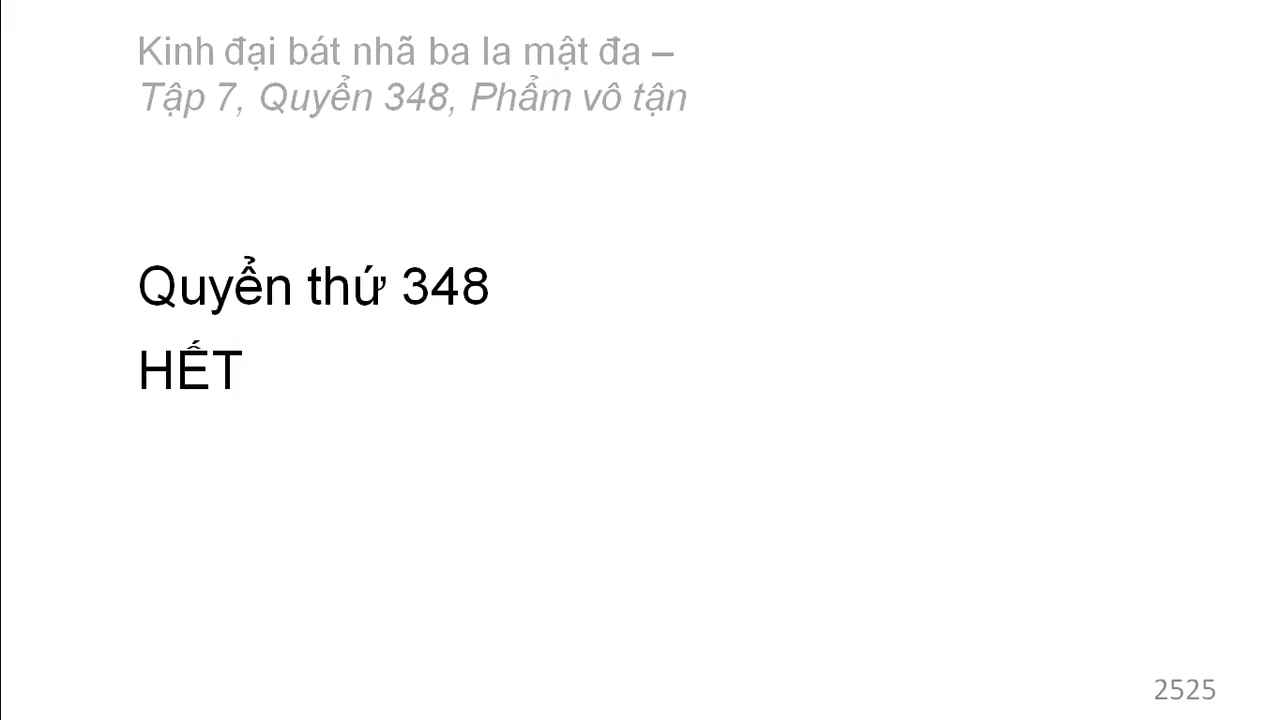 Kinh đại bát nhã ba la mật đa –
Tập 7, Quyển 348, Phẩm vô tận
Quyển thứ 348
HẾT
2525